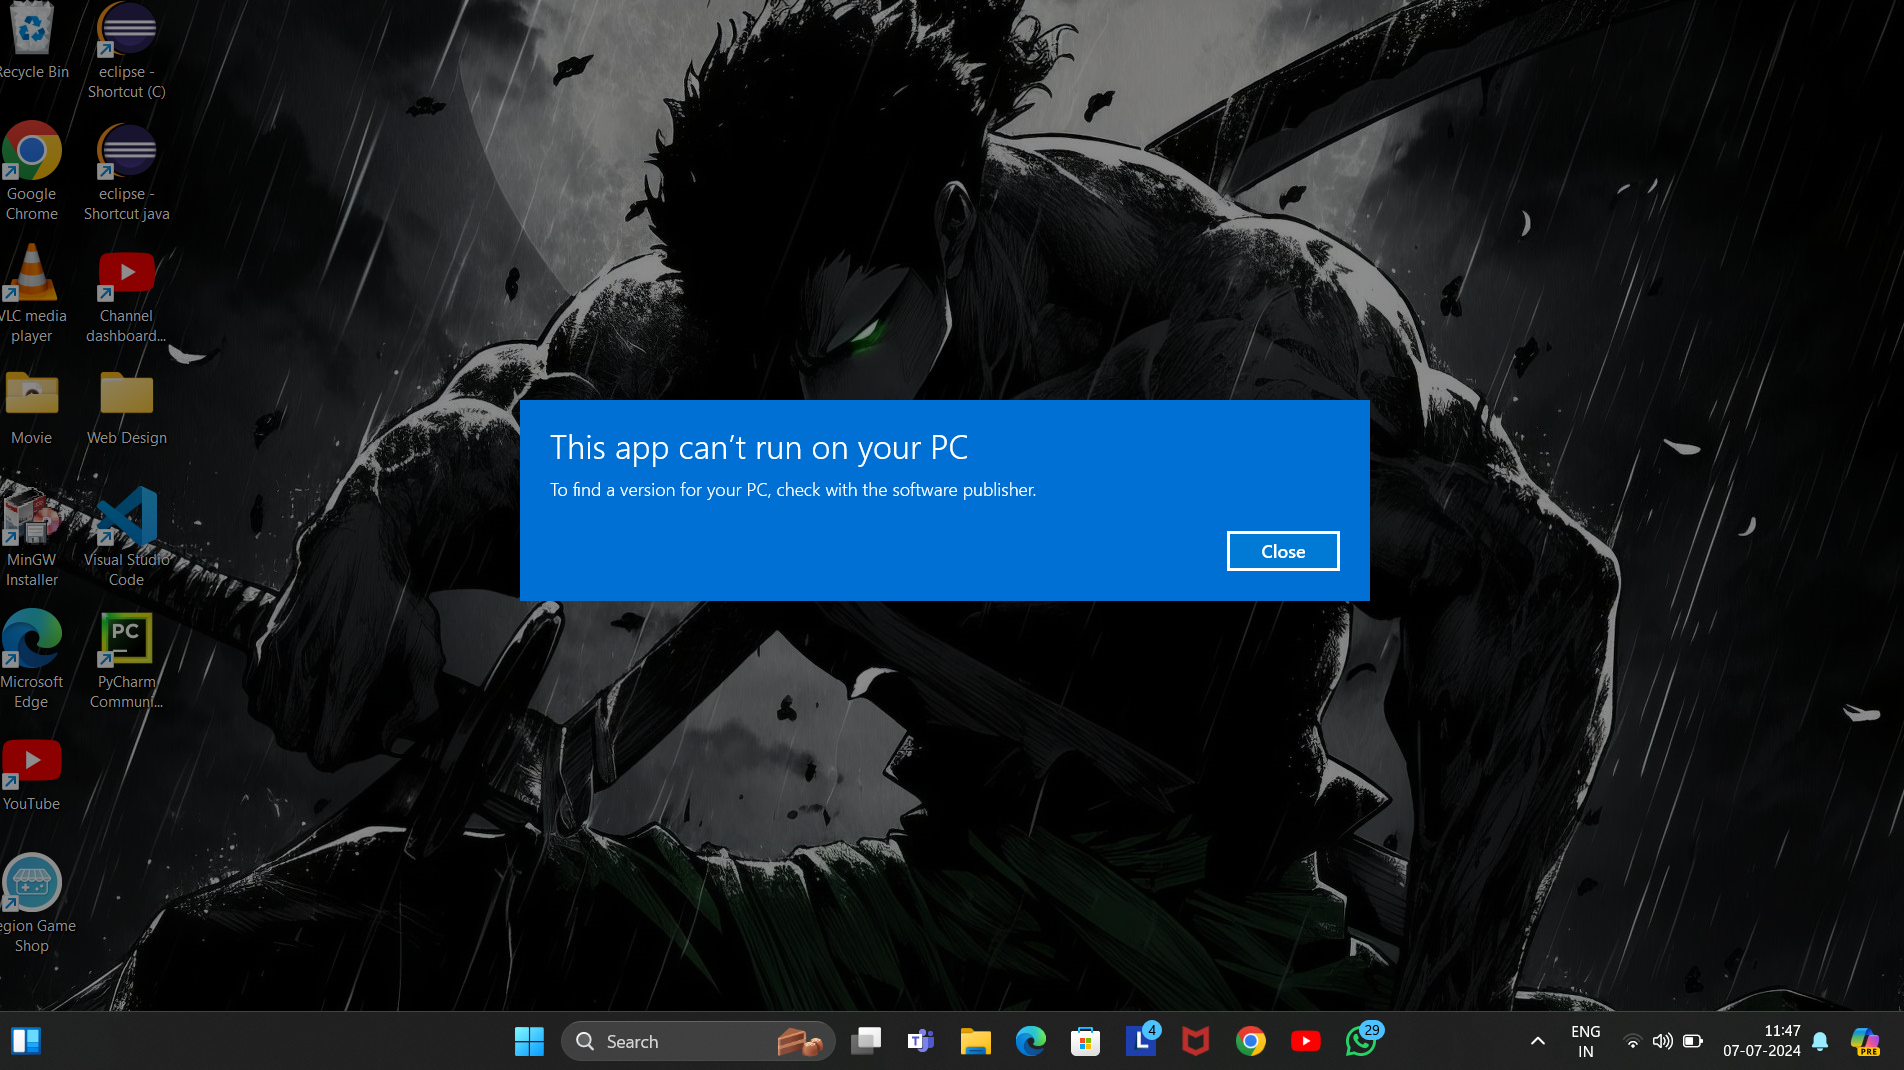 Recycle Bin
eclipse -
Shortcut (C)
Google
Chrome
eclipse -
Shortcut java
VLC media
player
Channel
dashboard...
Movie
Web Design
MinGW
Installer
Visual Studio
Code
Microsoft
Edge
PC
PyCharm
Communi...
YouTube
egion Game
Shop
This app can't run on your PC
To find a version for your PC, check with the software publisher.
Close
Search
T
L
4
29
ENG
IN
11:47
07-07-2024
PRE